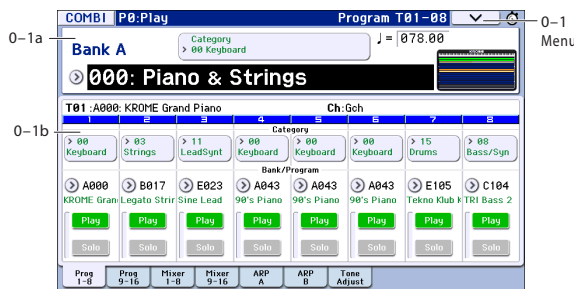 COMBI P0:Play Program T01-08
0–1
Menu
0–1a
Bank A
Category
> 00 Keyboard
♩= 078.00
KROME
000: Piano & Strings
T01 :A000: KROME Grand Piano Ch:Gch
1 2 3 4 5 6 7 8
0–1b
Category
> 00 Keyboard > 03 Strings > 11 LeadSynt > 00 Keyboard > 00 Keyboard > 00 Keyboard > 15 Drums > 08 Bass/Syn
Bank/Program
A000 B017 E023 A043 A043 A043 E105 C104
KROME Gran Legato Strir Sine Lead 90's Piano 90's Piano 90's Piano Tekno Klub K TRI Bass 2
Play Play Play Play Play Play Play Play
Solo Solo Solo Solo Solo Solo Solo Solo
Prog 1-8 Prog 9-16 Mixer 1-8 Mixer 9-16 ARP A ARP B Tone Adjust